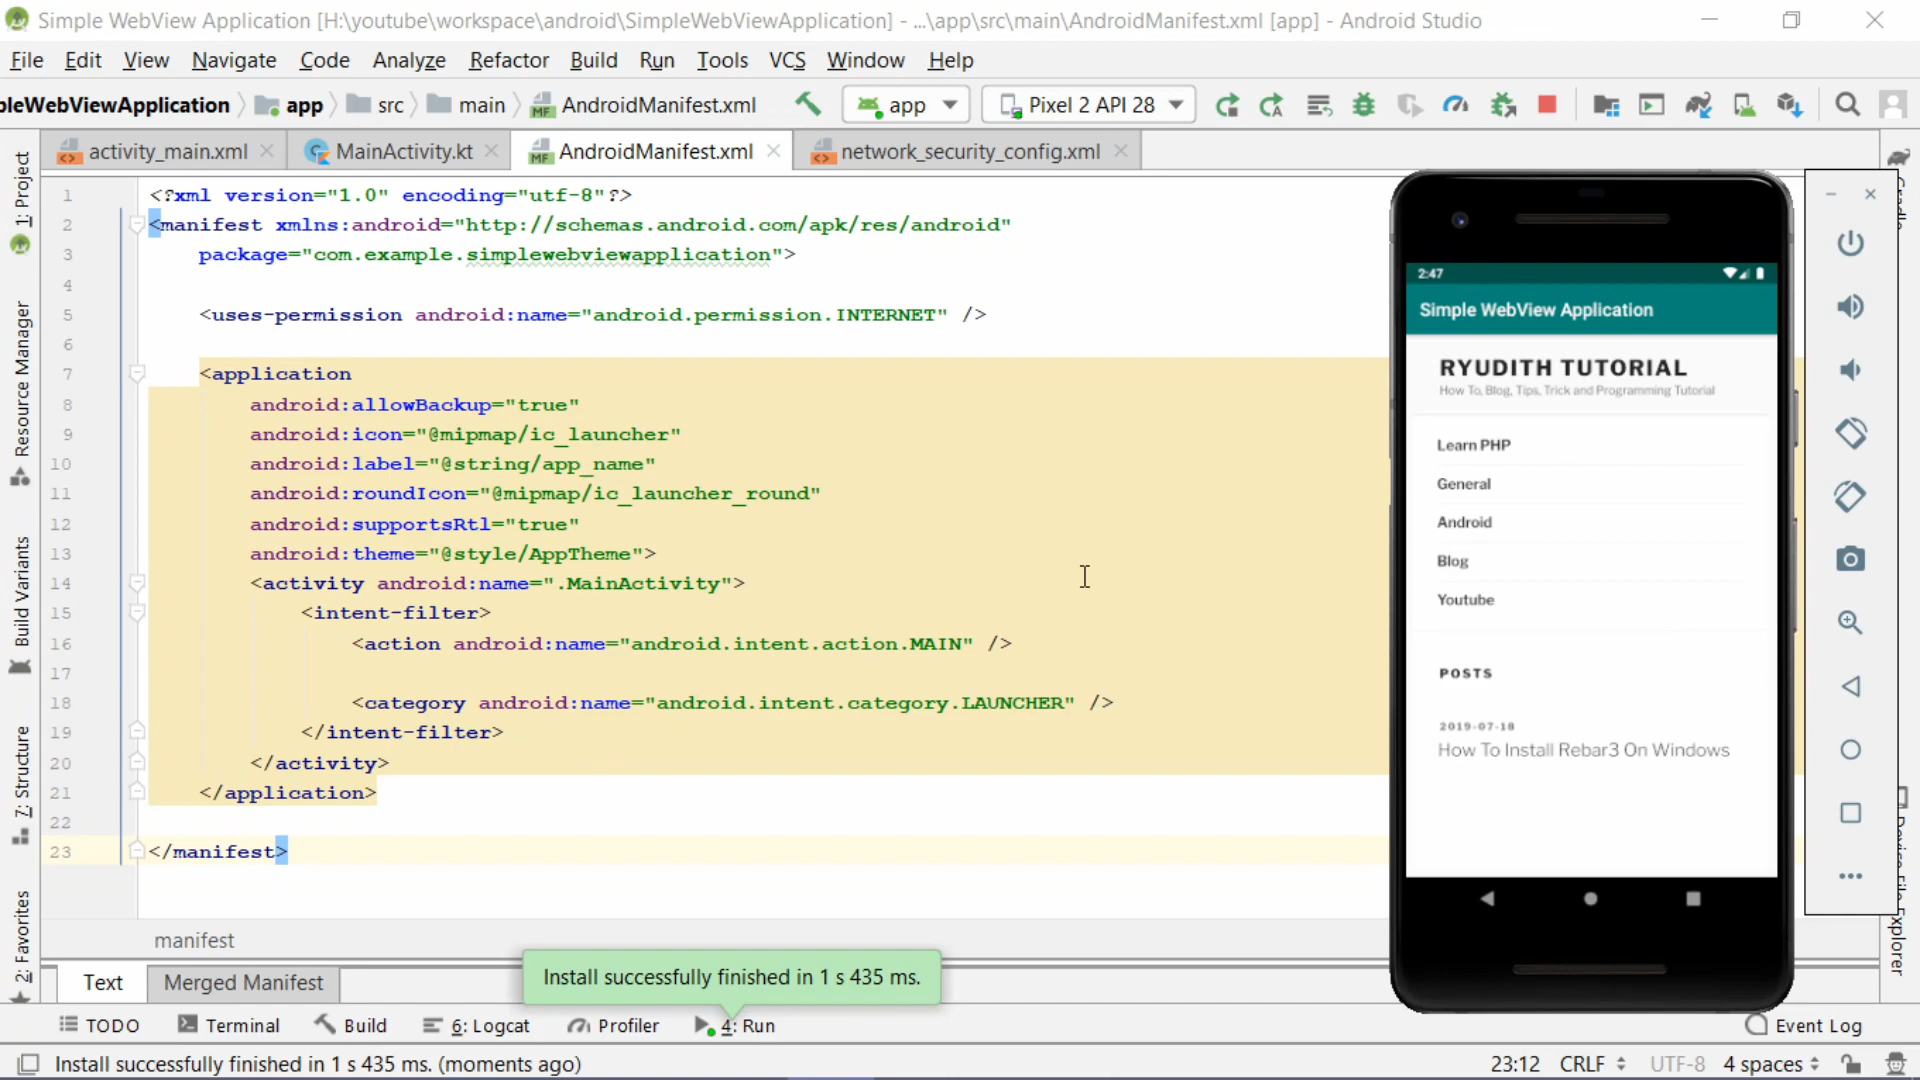 Simple WebView Application [H:\youtube\workspace\android\SimpleWebViewApplication] - ...\app\src\main\AndroidManifest.xml [app] - Android Studio
File Edit View Navigate Code Analyze Refactor Build Run Tools VCS Window Help
pleWebViewApplication app src main AndroidManifest.xml app Pixel 2 API 28
activity_main.xml MainActivity.kt AndroidManifest.xml network_security_config.xml
1: Project
Resource Manager
Build Variants
7: Structure
2: Favorites
1 <?xml version="1.0" encoding="utf-8"?>
2 <manifest xmlns:android="http://schemas.android.com/apk/res/android"
3 package="com.example.simplewebviewapplication">
4
5 <uses-permission android:name="android.permission.INTERNET" />
6
7 <application
8 android:allowBackup="true"
9 android:icon="@mipmap/ic_launcher"
10 android:label="@string/app_name"
11 android:roundIcon="@mipmap/ic_launcher_round"
12 android:supportsRtl="true"
13 android:theme="@style/AppTheme">
14 <activity android:name=".MainActivity">
15 <intent-filter>
16 <action android:name="android.intent.action.MAIN" />
17
18 <category android:name="android.intent.category.LAUNCHER" />
19 </intent-filter>
20 </activity>
21 </application>
22
23 </manifest>
2:47
Simple WebView Application
RYUDITH TUTORIAL
How To, Blog, Tips, Trick and Programming Tutorial
Learn PHP
General
Android
Blog
Youtube
POSTS
2019-07-18
How To Install Rebar3 On Windows
manifest
Text Merged Manifest
Install successfully finished in 1 s 435 ms.
TODO Terminal Build 6: Logcat Profiler 4: Run Event Log
Install successfully finished in 1 s 435 ms. (moments ago) 23:12 CRLF UTF-8 4 spaces